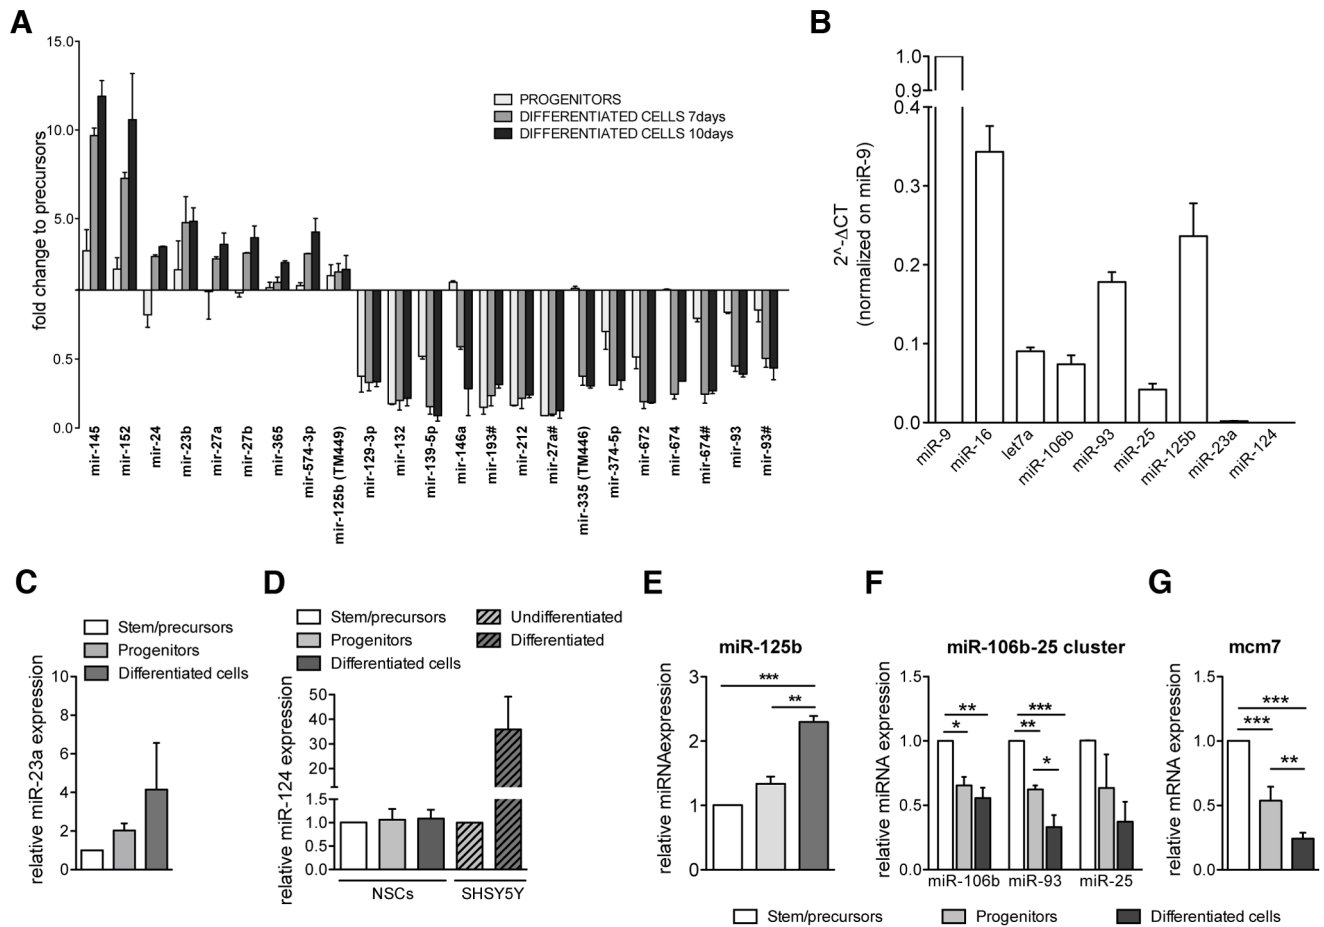 A
15.0
10.0
5.0
0.5
0.0
fold change to precursors
PROGENITORS
DIFFERENTIATED CELLS 7days
DIFFERENTIATED CELLS 10days
mir-145
mir-152
mir-24
mir-23b
mir-27a
mir-27b
mir-365
mir-574-3p
mir-125b (TM449)
mir-129-3p
mir-132
mir-139-5p
mir-146a
mir-193#
mir-212
mir-27a#
mir-335 (TM446)
mir-374-5p
mir-672
mir-674
mir-674#
mir-93
mir-93#
B
1.0
0.9
0.4
0.3
0.2
0.1
0.0
2^-ΔCT
(normalized on miR-9)
miR-9
miR-16
let7a
miR-106b
miR-93
miR-25
miR-125b
miR-23a
miR-124
C
Stem/precursors
Progenitors
Differentiated cells
10
8
6
4
2
0
relative miR-23a expression
D
Stem/precursors
Progenitors
Differentiated cells
Undifferentiated
Differentiated
50
40
30
20
1.5
1.0
0.5
0.0
relative miR-124 expression
NSCs
SHSY5Y
E
miR-125b
3
2
1
0
relative miRNAexpression
***
**
F
miR-106b-25 cluster
1.5
1.0
0.5
0.0
relative miRNA expression
**
*
***
**
*
miR-106b
miR-93
miR-25
G
mcm7
1.5
1.0
0.5
0.0
relative mRNA expression
***
***
**
Stem/precursors
Progenitors
Differentiated cells